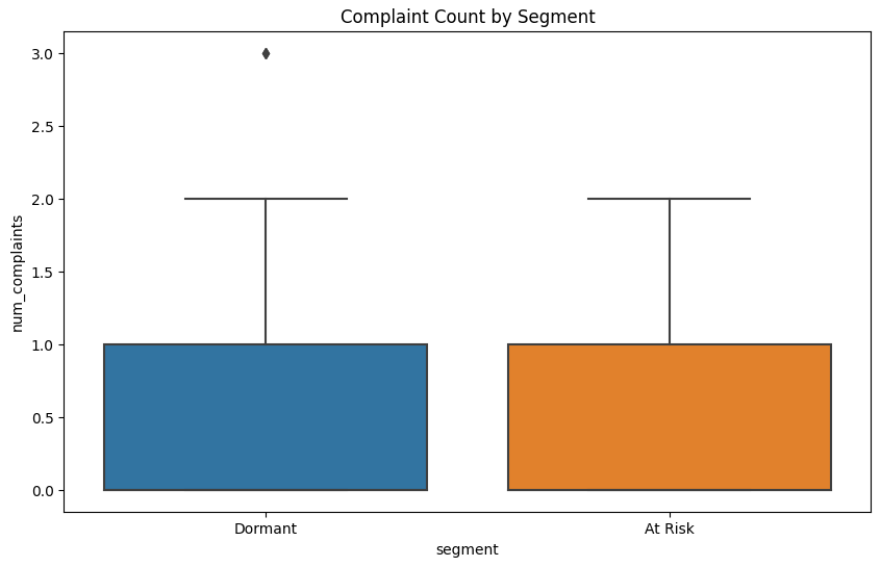 Complaint Count by Segment
3.0
2.5
2.0
1.5
1.0
0.5
0.0
num_complaints
Dormant
At Risk
segment